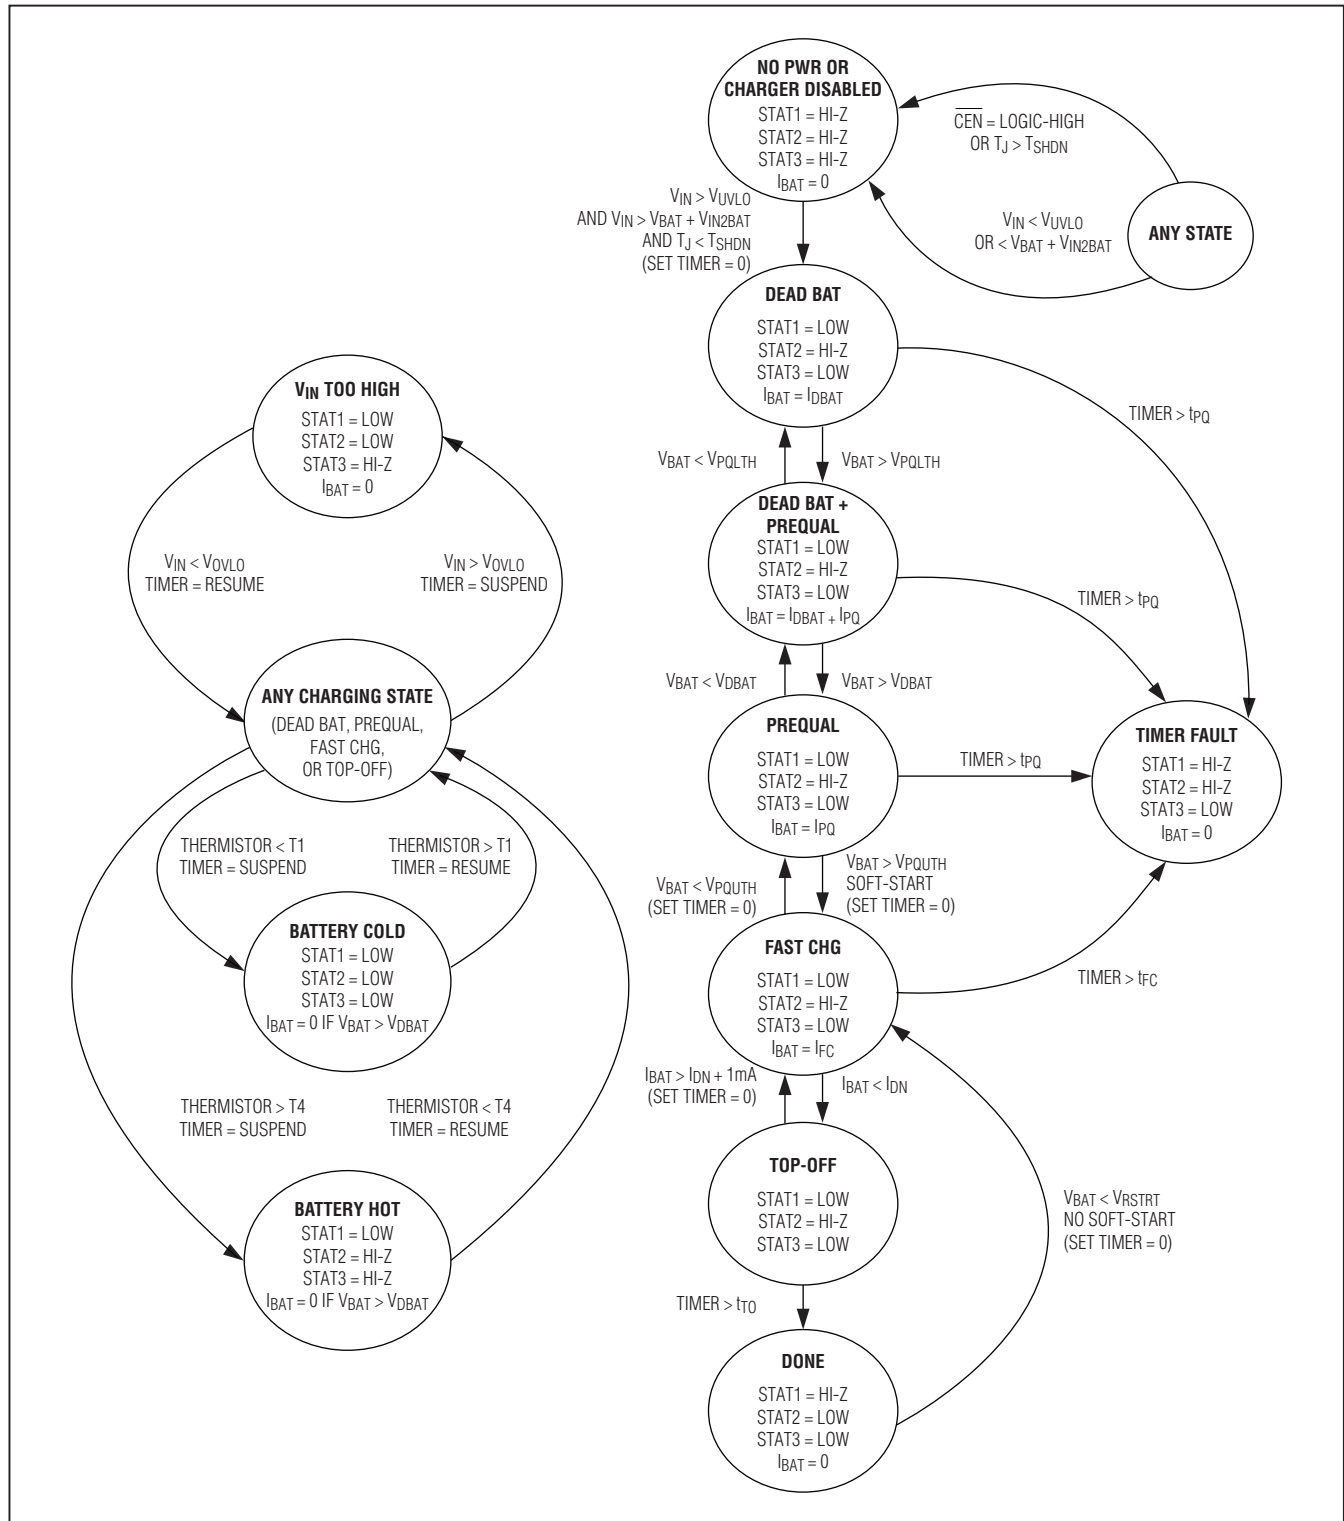 NO PWR OR
CHARGER DISABLED
STAT1 = HI-Z
STAT2 = HI-Z
STAT3 = HI-Z
IBAT = 0
CEN = LOGIC-HIGH
OR TJ > TSHDN
VIN < VUVLO
OR < VBAT + VIN2BAT
ANY STATE
VIN > VUVLO
AND VIN > VBAT + VIN2BAT
AND TJ < TSHDN
(SET TIMER = 0)
DEAD BAT
STAT1 = LOW
STAT2 = HI-Z
STAT3 = LOW
IBAT = IDBAT
TIMER > tPQ
VBAT < VPQLTH
VBAT > VPQLTH
DEAD BAT +
PREQUAL
STAT1 = LOW
STAT2 = HI-Z
STAT3 = LOW
IBAT = IDBAT + IPQ
TIMER > tPQ
VBAT < VDBAT
VBAT > VDBAT
PREQUAL
STAT1 = LOW
STAT2 = HI-Z
STAT3 = LOW
IBAT = IPQ
TIMER > tPQ
TIMER FAULT
STAT1 = HI-Z
STAT2 = HI-Z
STAT3 = LOW
IBAT = 0
VBAT < VPQUTH
(SET TIMER = 0)
VBAT > VPQUTH
SOFT-START
(SET TIMER = 0)
FAST CHG
STAT1 = LOW
STAT2 = HI-Z
STAT3 = LOW
IBAT = IFC
TIMER > tFC
IBAT > IDN + 1mA
(SET TIMER = 0)
IBAT < IDN
TOP-OFF
STAT1 = LOW
STAT2 = HI-Z
STAT3 = LOW
VBAT < VRSTRT
NO SOFT-START
(SET TIMER = 0)
TIMER > tTO
DONE
STAT1 = HI-Z
STAT2 = LOW
STAT3 = LOW
IBAT = 0
VIN TOO HIGH
STAT1 = LOW
STAT2 = LOW
STAT3 = HI-Z
IBAT = 0
VIN < VOVLO
TIMER = RESUME
VIN > VOVLO
TIMER = SUSPEND
ANY CHARGING STATE
(DEAD BAT, PREQUAL,
FAST CHG,
OR TOP-OFF)
THERMISTOR < T1
TIMER = SUSPEND
THERMISTOR > T1
TIMER = RESUME
BATTERY COLD
STAT1 = LOW
STAT2 = LOW
STAT3 = LOW
IBAT = 0 IF VBAT > VDBAT
THERMISTOR > T4
TIMER = SUSPEND
THERMISTOR < T4
TIMER = RESUME
BATTERY HOT
STAT1 = LOW
STAT2 = HI-Z
STAT3 = HI-Z
IBAT = 0 IF VBAT > VDBAT